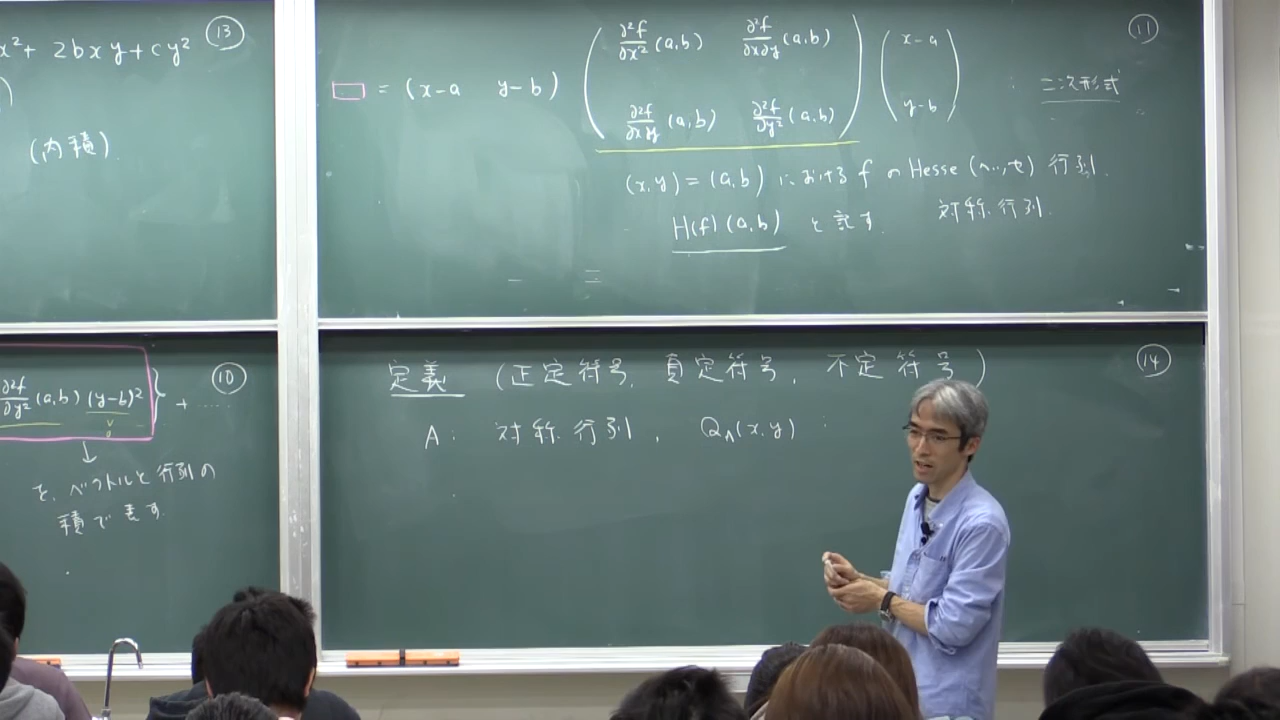 ⑬
x²+ 2bxy+cy²
(内積).
⑪
= (x-a y-b) ( ∂²f/∂x² (a,b) ∂²f/∂x∂y (a,b) ) ( x-a )
( ∂²f/∂x∂y (a,b) ∂²f/∂y² (a,b) ) ( y-b )
: 二次形式
(x,y)=(a,b) における f の Hesse (ヘッセ) 行列.
H(f)(a,b) と記す. 対称行列.
一 二
⑩
∂²f/∂y² (a,b) (y-b)² } + ......
↓
を、ベクトルと行列の
積で表す.
⑭
定義 (正定符号, 負定符号, 不定符号)
A: 対称行列, Q_A(x,y) :